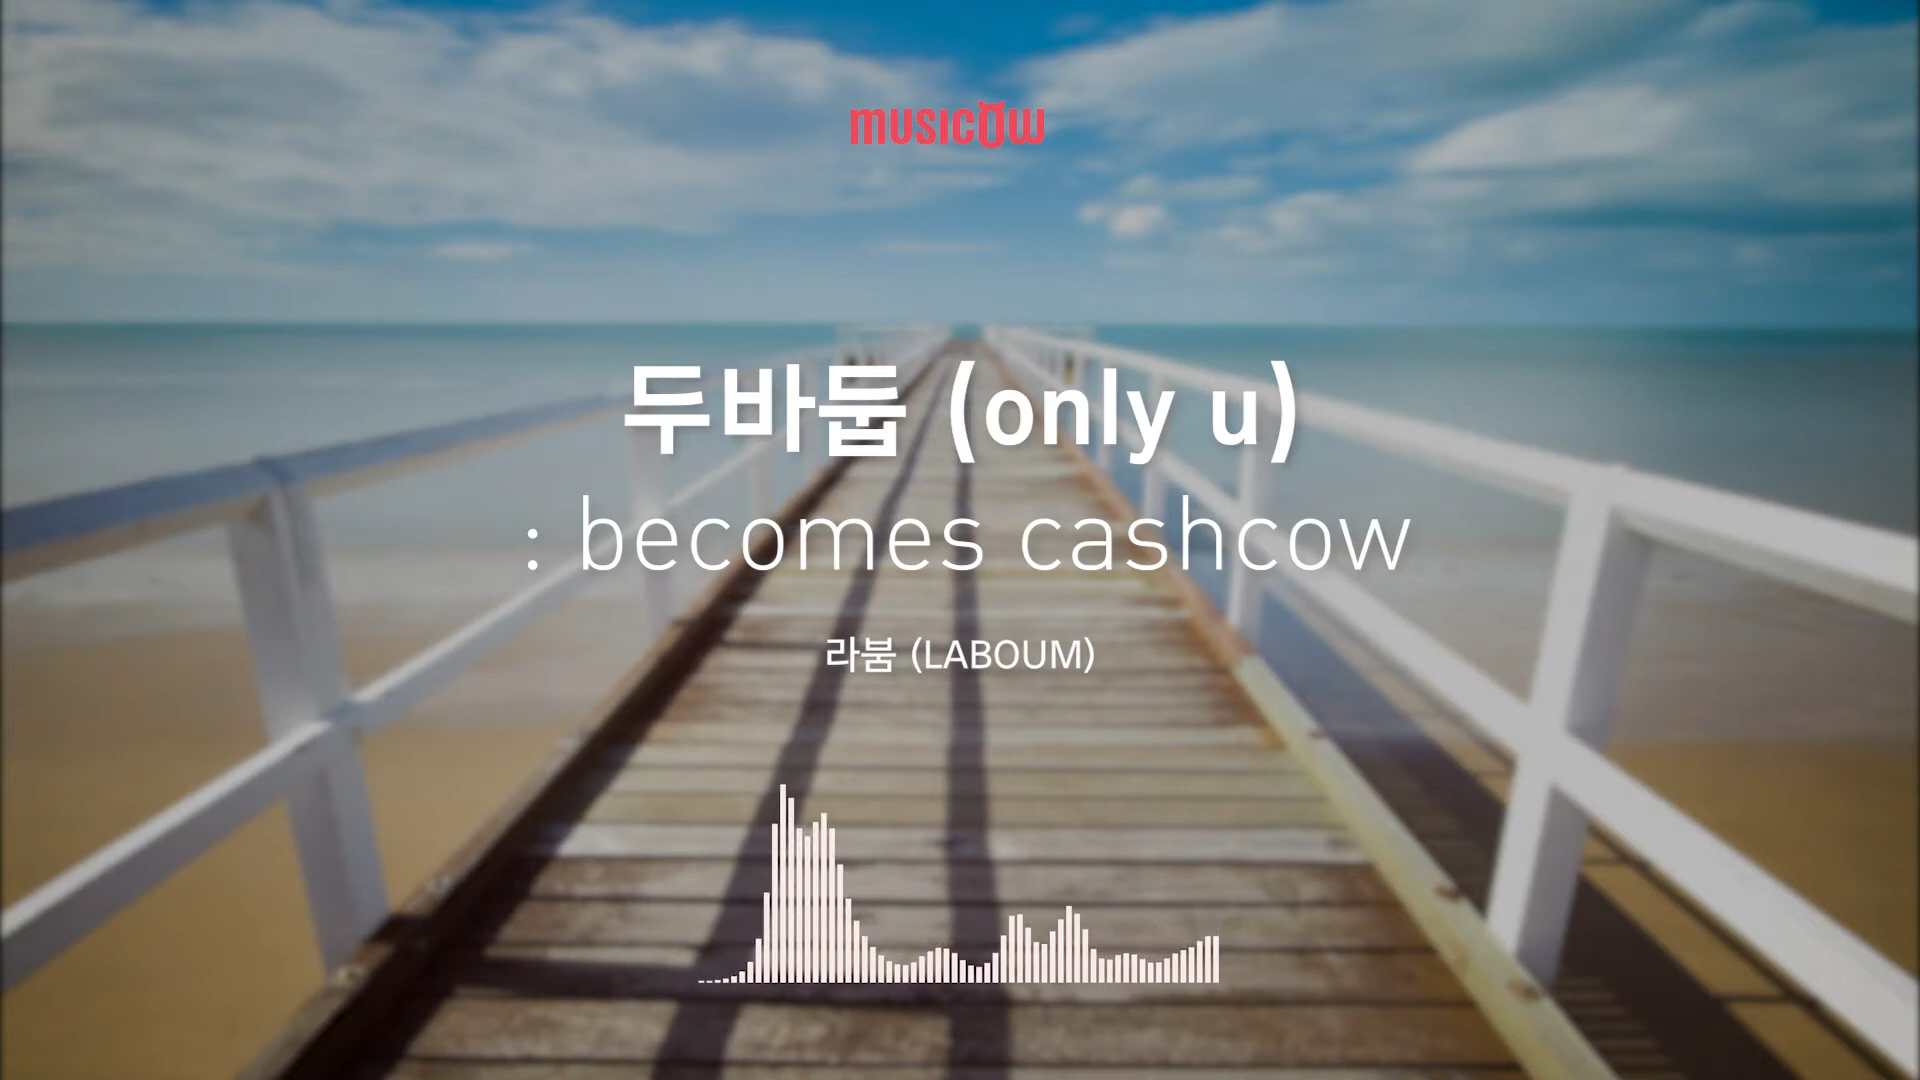 MUSICOW
두바둡 (only u)
: becomes cashcow
라붐 (LABOUM)